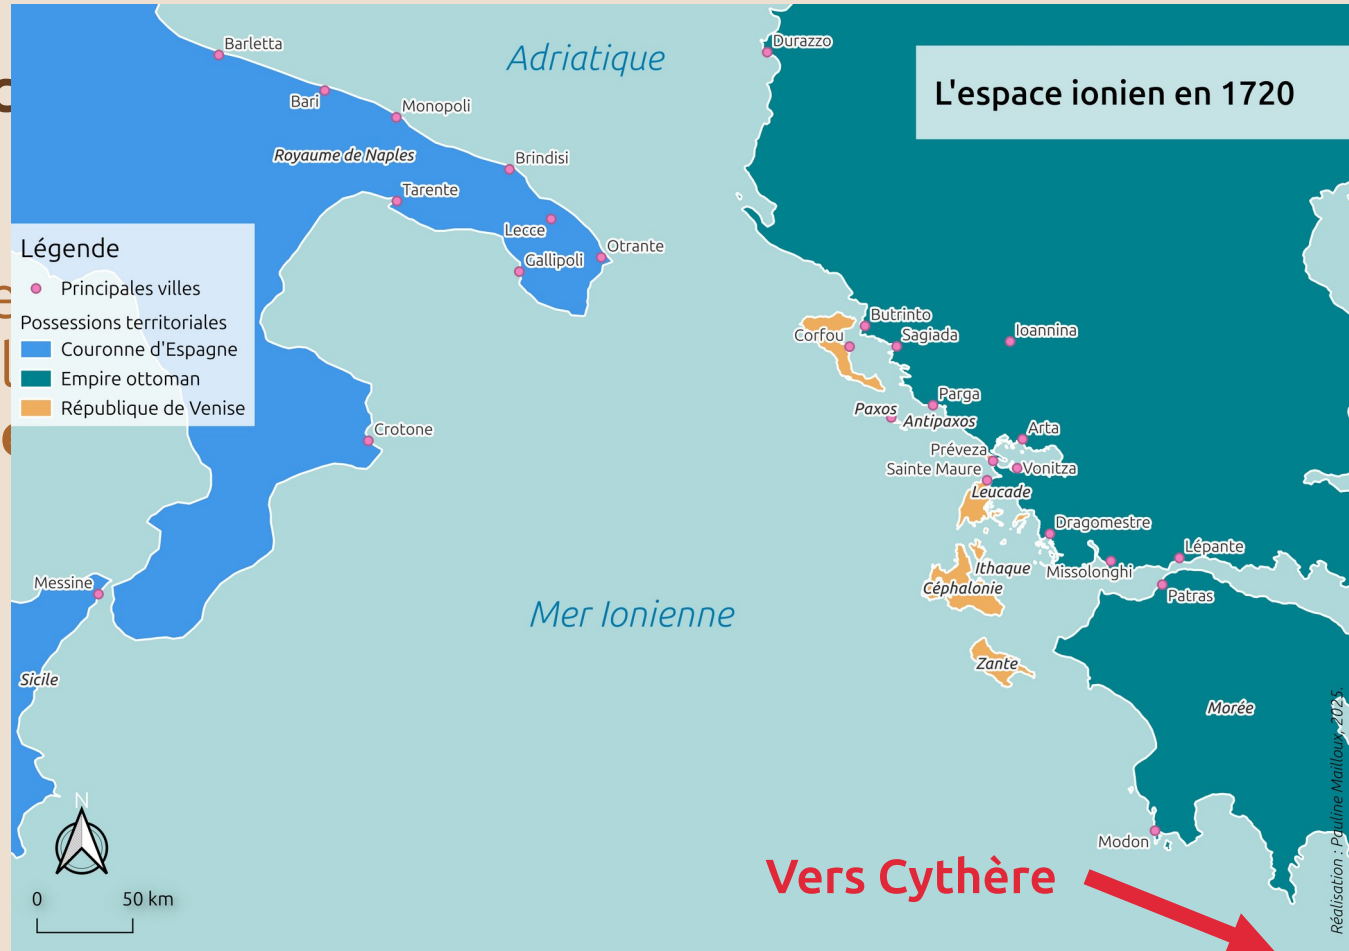 L'espace ionien en 1720
Adriatique
Durazzo
Barletta
Bari
Monopoli
Royaume de Naples
Brindisi
Tarente
Lecce
Otrante
Gallipoli
Légende
Principales villes
Possessions territoriales
Couronne d'Espagne
Empire ottoman
République de Venise
Butrinto
Corfou
Sagiada
Ioannina
Parga
Paxos
Antipaxos
Arta
Préveza
Sainte Maure
Vonitza
Leucade
Crotone
Dragomestre
Lépante
Ithaque
Missolonghi
Céphalonie
Patras
Messine
Mer Ionienne
Zante
Sicile
Morée
Modon
Vers Cythère
N
0 50 km
Réalisation : Pauline Mailloux, 2025.